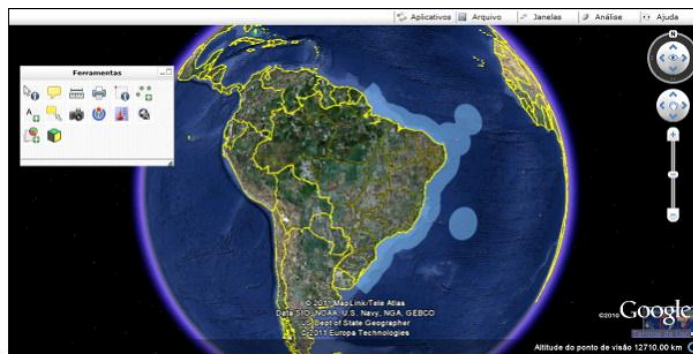 Aplicativos Arquivo Janelas Análise Ajuda
Ferramentas
N
© 2011 MapLink/Tele Atlas
Data SIO, NOAA, U.S. Navy, NGA, GEBCO
US Dept of State Geographer
© 2011 Europa Technologies
©2010 Google
Altitude do ponto de visão 12710.00 km